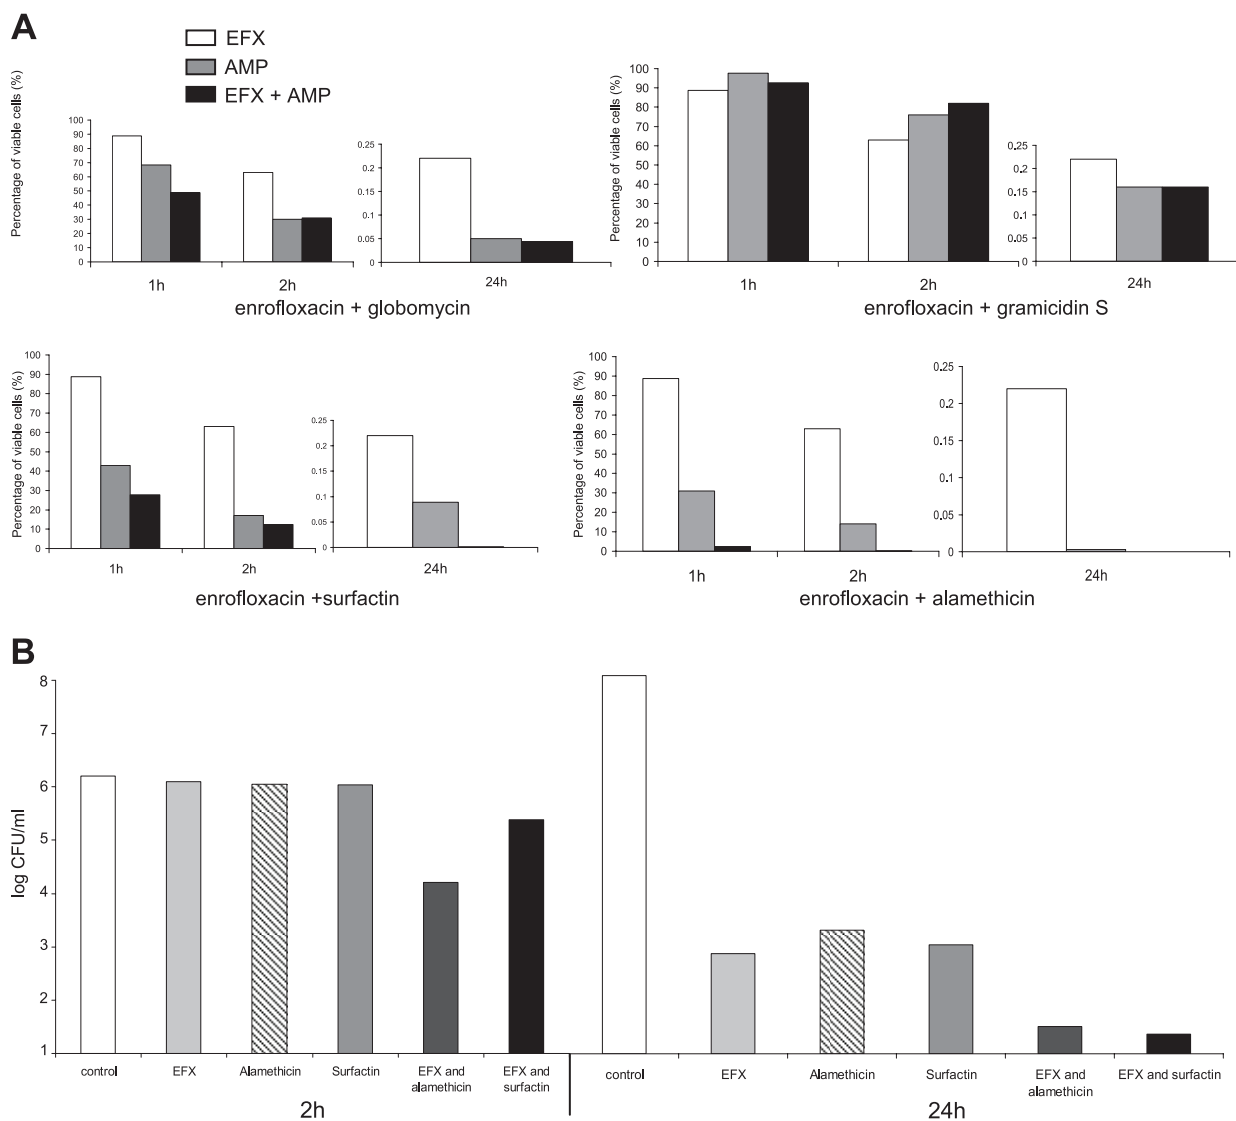 A
EFX
AMP
EFX + AMP
Percentage of viable cells (%)
100
90
80
70
60
50
40
30
20
10
0
1h
2h
0.25
0.2
0.15
0.1
0.05
0
24h
enrofloxacin + globomycin
Percentage of viable cells (%)
100
90
80
70
60
50
40
30
20
10
0
1h
2h
0.25
0.2
0.15
0.1
0.05
0
24h
enrofloxacin + gramicidin S
Percentage of viable cells (%)
100
90
80
70
60
50
40
30
20
10
0
1h
2h
0.25
0.2
0.15
0.1
0.05
0
24h
enrofloxacin +surfactin
Percentage of viable cells (%)
100
90
80
70
60
50
40
30
20
10
0
1h
2h
0.25
0.2
0.15
0.1
0.05
0
24h
enrofloxacin + alamethicin
B
log CFU/ml
8
7
6
5
4
3
2
1
control
EFX
Alamethicin
Surfactin
EFX and
alamethicin
EFX and
surfactin
2h
control
EFX
Alamethicin
Surfactin
EFX and
alamethicin
EFX and surfactin
24h